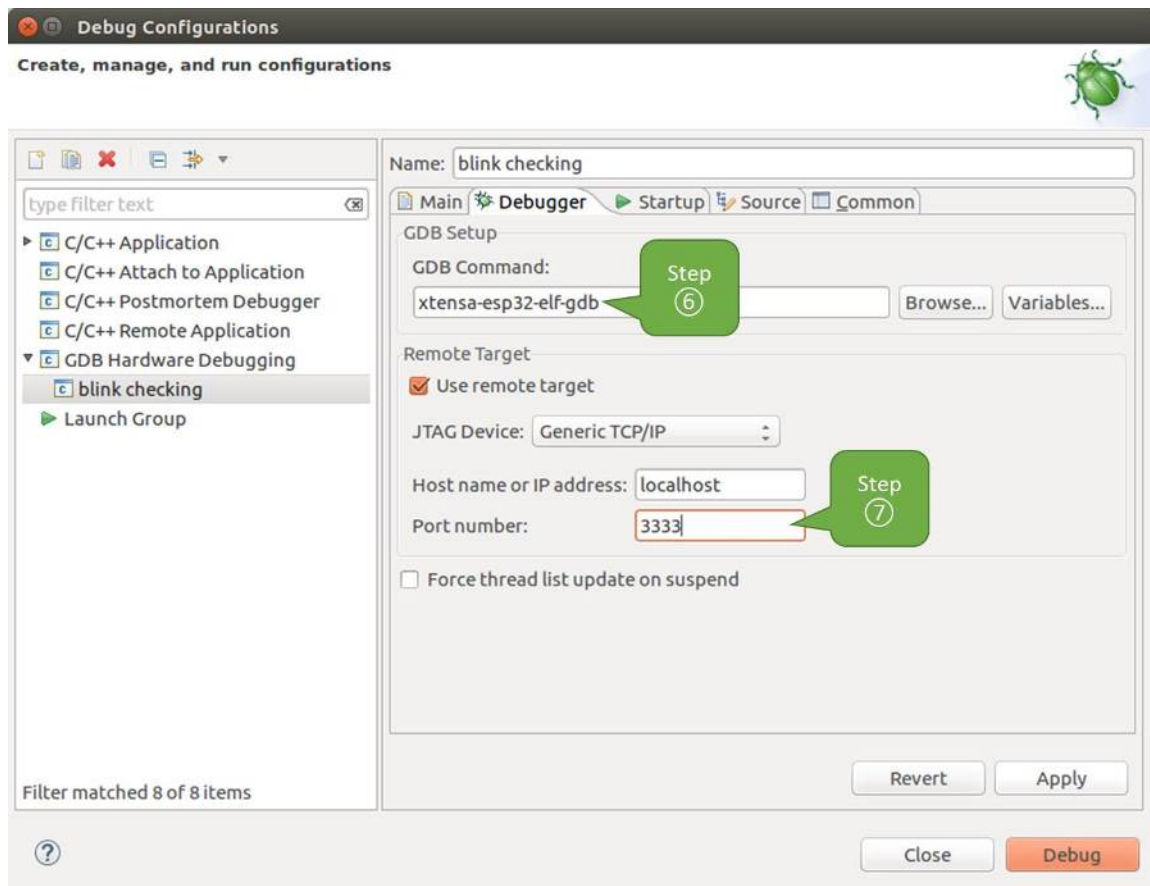 Debug Configurations
Create, manage, and run configurations
type filter text
C/C++ Application
C/C++ Attach to Application
C/C++ Postmortem Debugger
C/C++ Remote Application
GDB Hardware Debugging
blink checking
Launch Group
Filter matched 8 of 8 items
Name: blink checking
Main Debugger Startup Source Common
GDB Setup
GDB Command:
xtensa-esp32-elf-gdb Browse... Variables...
Step
⑥
Remote Target
Use remote target
JTAG Device: Generic TCP/IP
Host name or IP address: localhost
Port number: 3333
Step
⑦
Force thread list update on suspend
Revert Apply
? Close Debug